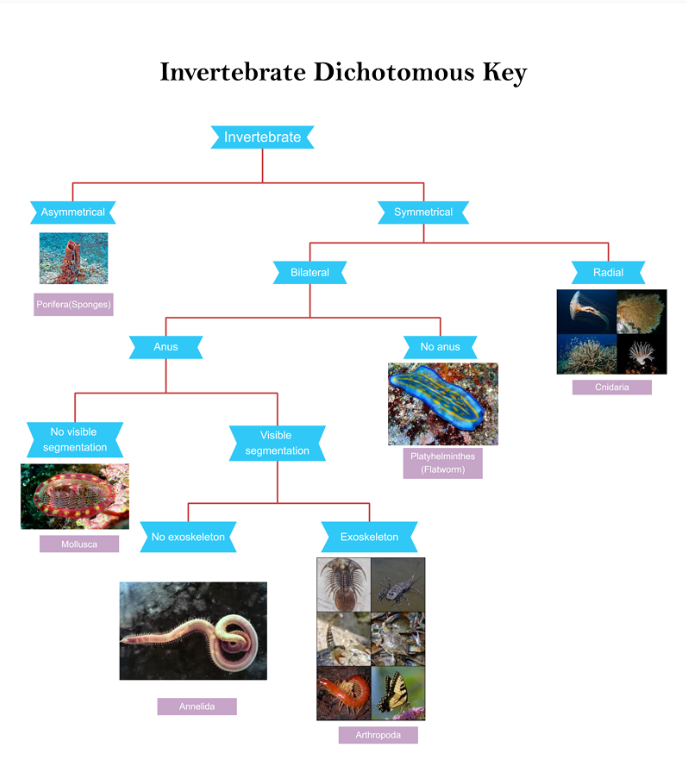 Invertebrate Dichotomous Key
Invertebrate
Asymmetrical
Symmetrical
Porifera(Sponges)
Bilateral
Radial
Cnidaria
Anus
No anus
Platyhelminthes
(Flatworm)
No visible
segmentation
Visible
segmentation
Mollusca
No exoskeleton
Exoskeleton
Annelida
Arthropoda